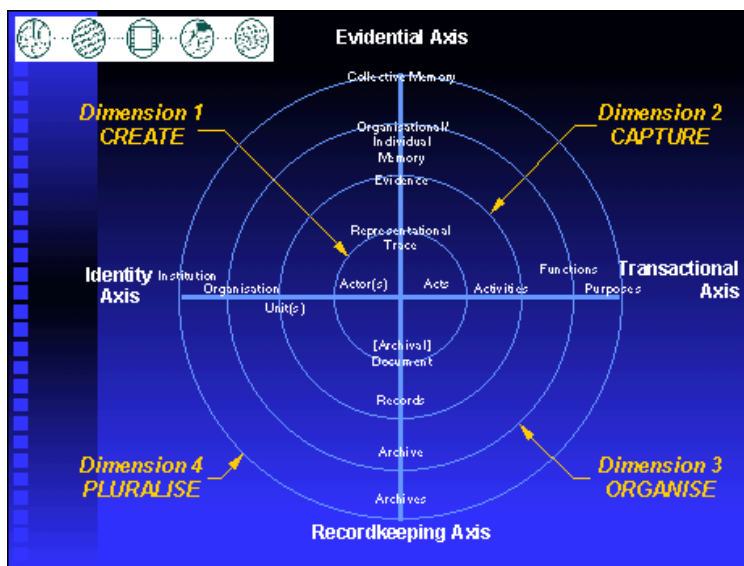 Evidential Axis
Collective Memory
Dimension 1
CREATE
Dimension 2
CAPTURE
Organisational/
Individual
Memory
Evidence
Representational
Trace
Identity
Axis
Institution
Organisation
Unit(s)
Actor(s)
Acts
Activities
Functions
Purposes
Transactional
Axis
[Archival]
Document
Records
Archive
Archives
Dimension 4
PLURALISE
Dimension 3
ORGANISE
Recordkeeping Axis